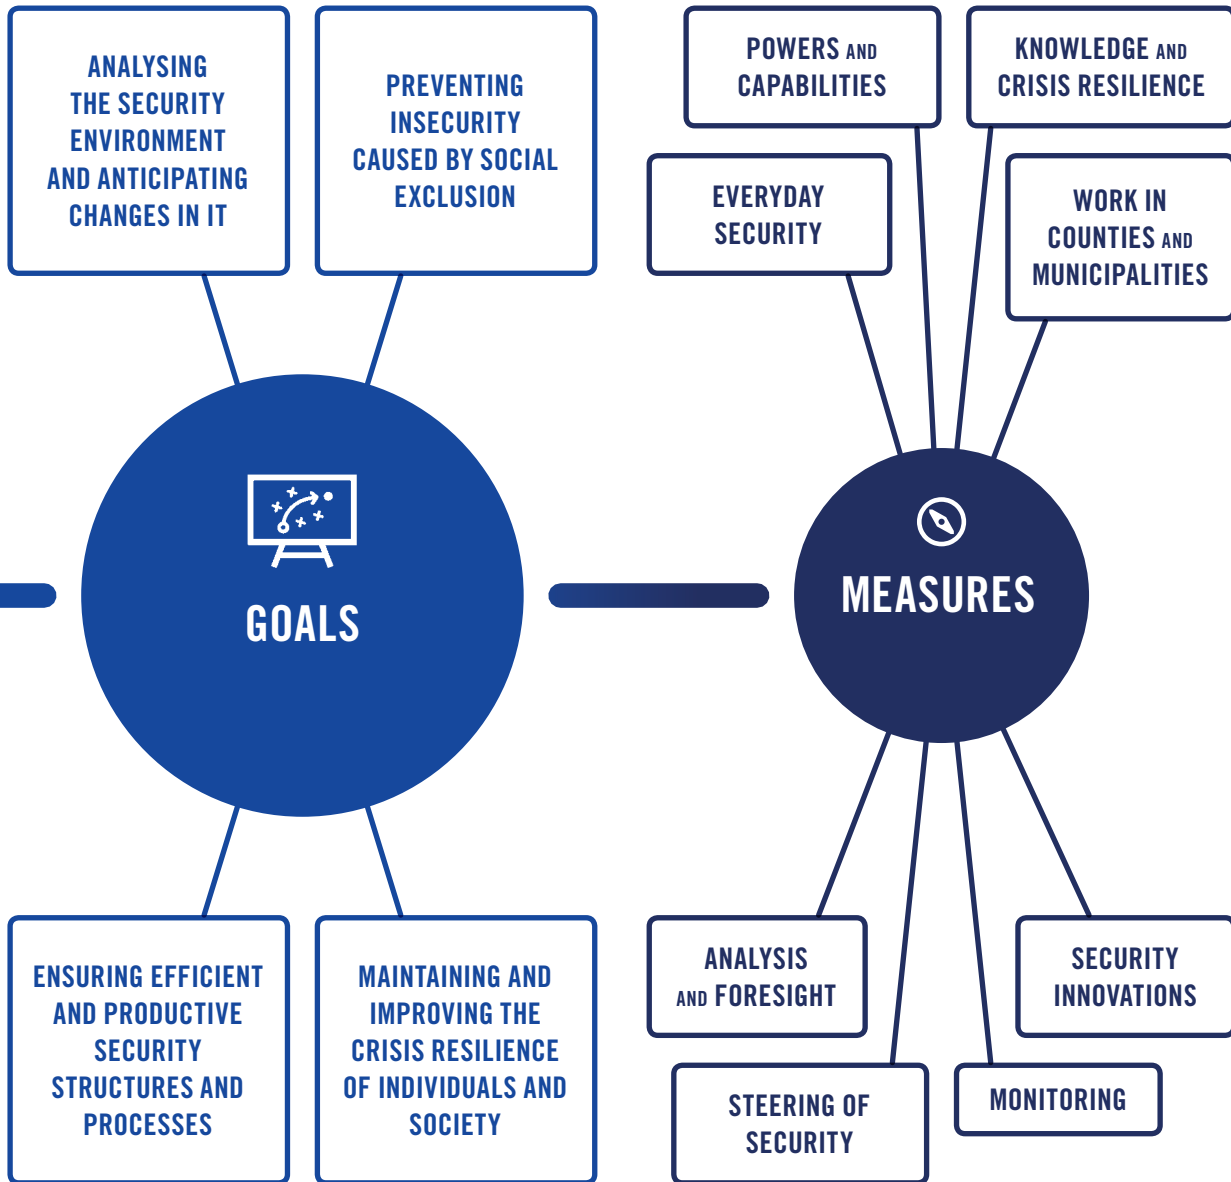 ANALYSING
THE SECURITY
ENVIRONMENT
AND ANTICIPATING
CHANGES IN IT
PREVENTING
INSECURITY
CAUSED BY SOCIAL
EXCLUSION
GOALS
ENSURING EFFICIENT
AND PRODUCTIVE
SECURITY
STRUCTURES AND
PROCESSES
MAINTAINING AND
IMPROVING THE
CRISIS RESILIENCE
OF INDIVIDUALS AND
SOCIETY
POWERS AND
CAPABILITIES
KNOWLEDGE AND
CRISIS RESILIENCE
EVERYDAY
SECURITY
WORK IN
COUNTIES AND
MUNICIPALITIES
MEASURES
ANALYSIS
AND FORESIGHT
SECURITY
INNOVATIONS
STEERING OF
SECURITY
MONITORING